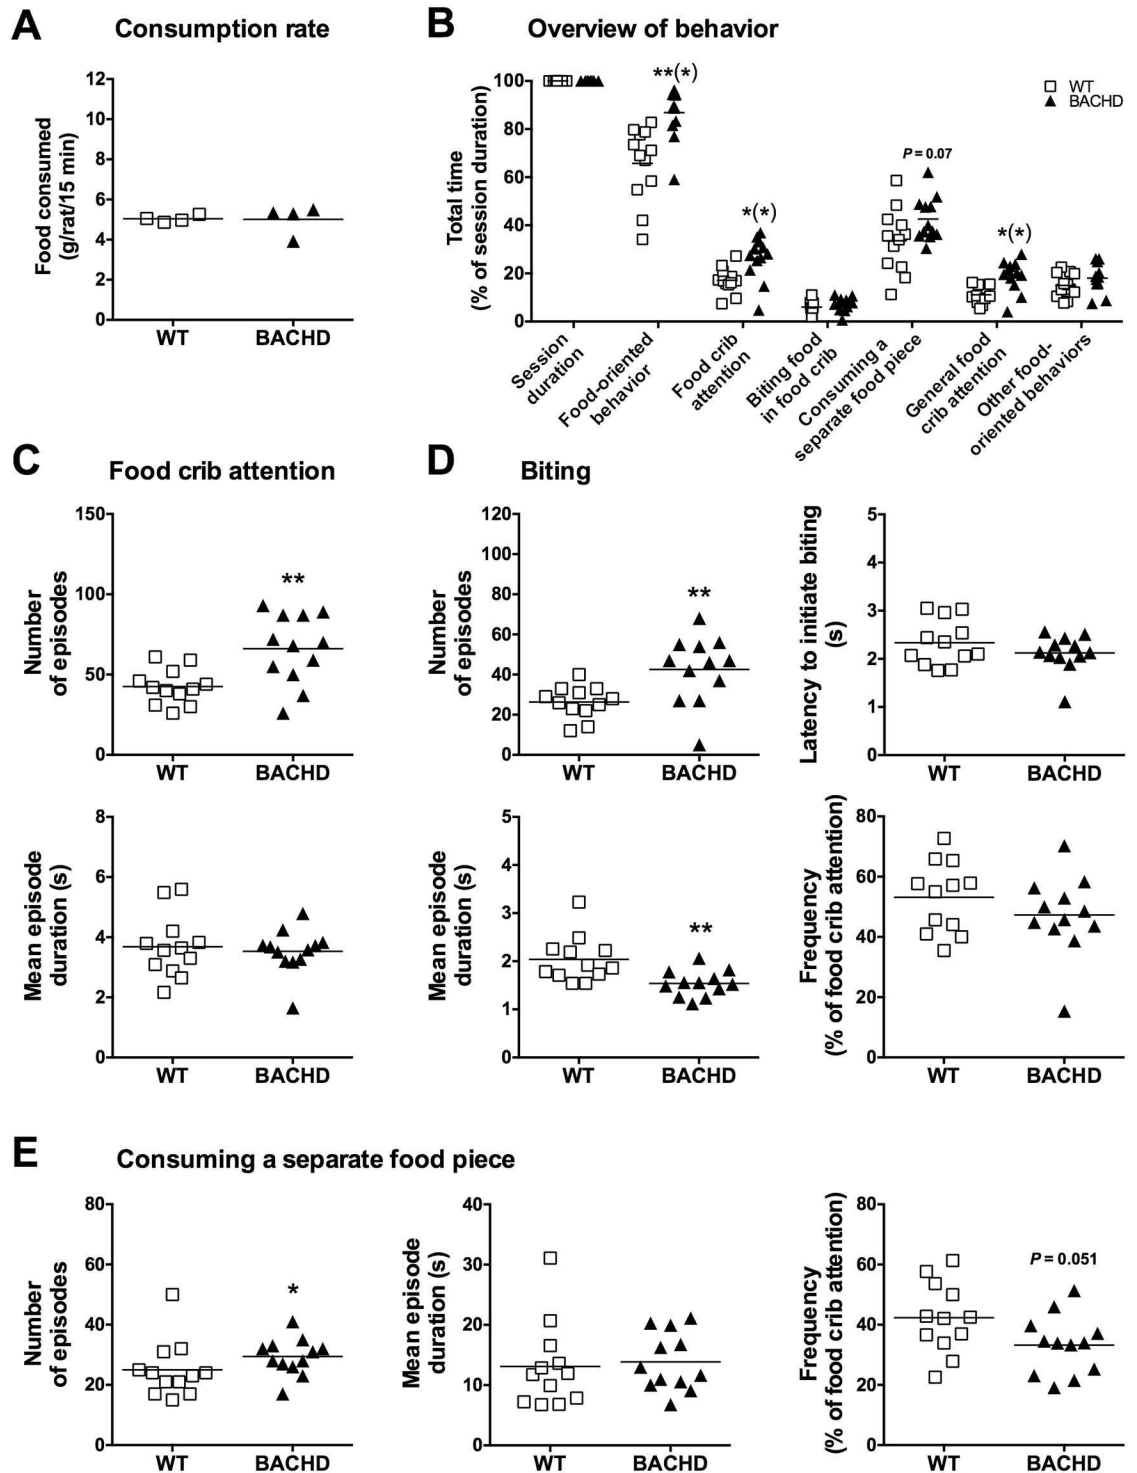 A Consumption rate
Food consumed
(g/rat/15 min)
12
10
8
6
4
2
0
WT BACHD
B Overview of behavior
Total time
(% of session duration)
100
80
60
40
20
0
**(*)
*(*)
P = 0.07
*(*)
WT
BACHD
Session
duration
Food-oriented
behavior
Food crib
attention
Biting food
in food crib
Consuming a
separate food piece
General food
crib attention
Other food-
oriented behaviors
C Food crib attention
Number
of episodes
150
100
50
0
**
WT BACHD
Mean episode
duration (s)
8
6
4
2
0
WT BACHD
D Biting
Number
of episodes
120
100
80
60
40
20
0
**
WT BACHD
Latency to initiate biting
(s)
5
4
3
2
1
0
WT BACHD
Mean episode
duration (s)
5
4
3
2
1
0
**
WT BACHD
Frequency
(% of food crib attention)
80
60
40
20
0
WT BACHD
E Consuming a separate food piece
Number
of episodes
80
60
40
20
0
*
WT BACHD
Mean episode
duration (s)
40
30
20
10
0
WT BACHD
Frequency
(% of food crib attention)
80
60
40
20
0
P = 0.051
WT BACHD